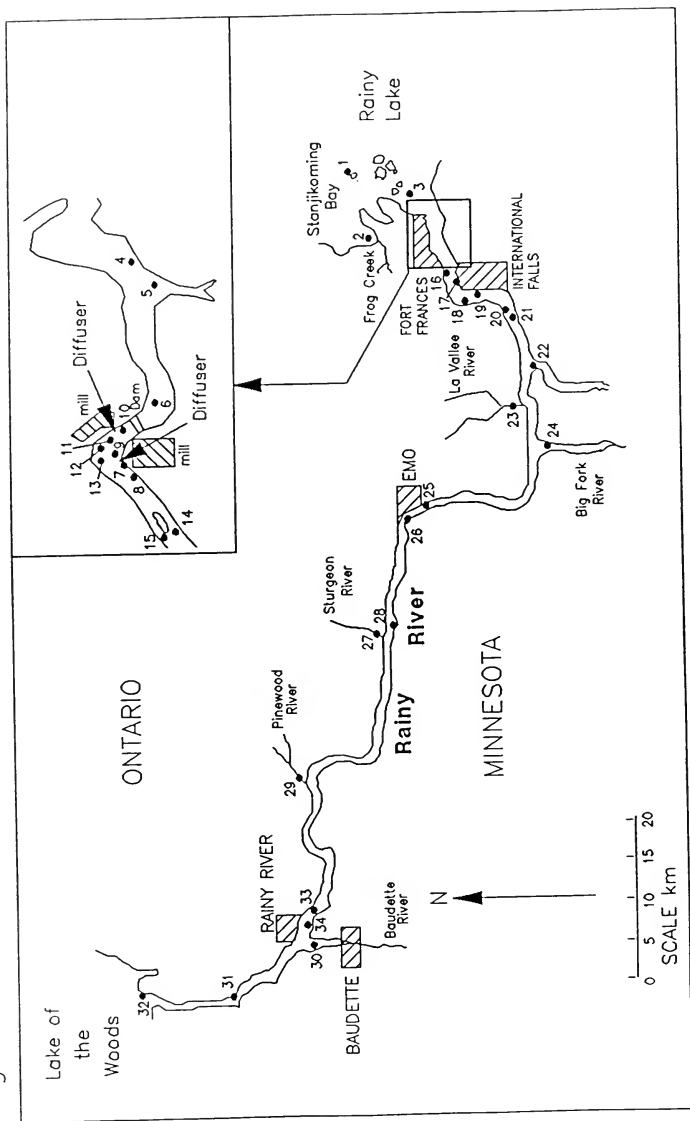 Lake of
the
Woods
32
31
RAINY RIVER
33
34
30
BAUDETTE
Baudette
River
ONTARIO
Pinewood
River
29
Sturgeon
River
27
28
Rainy
River
MINNESOTA
EMO
26
25
24
Big Fork
River
La Vallee
River
23
22
21
20
19
18
17
16
FORT
FRANCES
INTERNATIONAL
FALLS
Frog Creek
2
Stanjikoming
Bay
1
3
Rainy
Lake
N
0
5
10
15
20
SCALE km
Diffuser
mill
11
12
13
10
Dam
9
7
8
mill
Diffuser
15
14
6
5
4